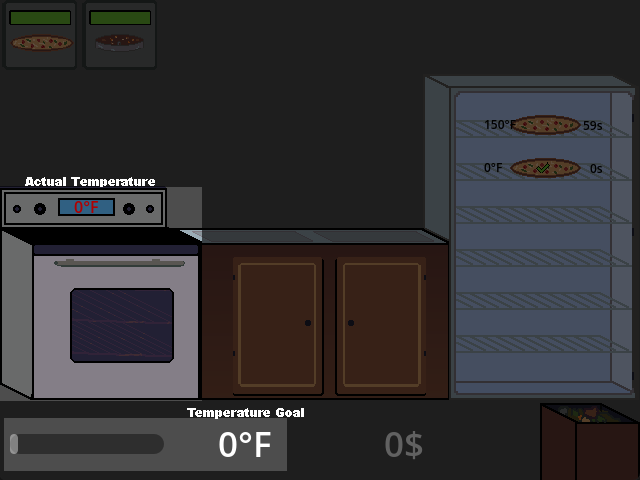 150°F 59s
0°F 0s
Actual Temperature
0°F
Temperature Goal
0°F 0$